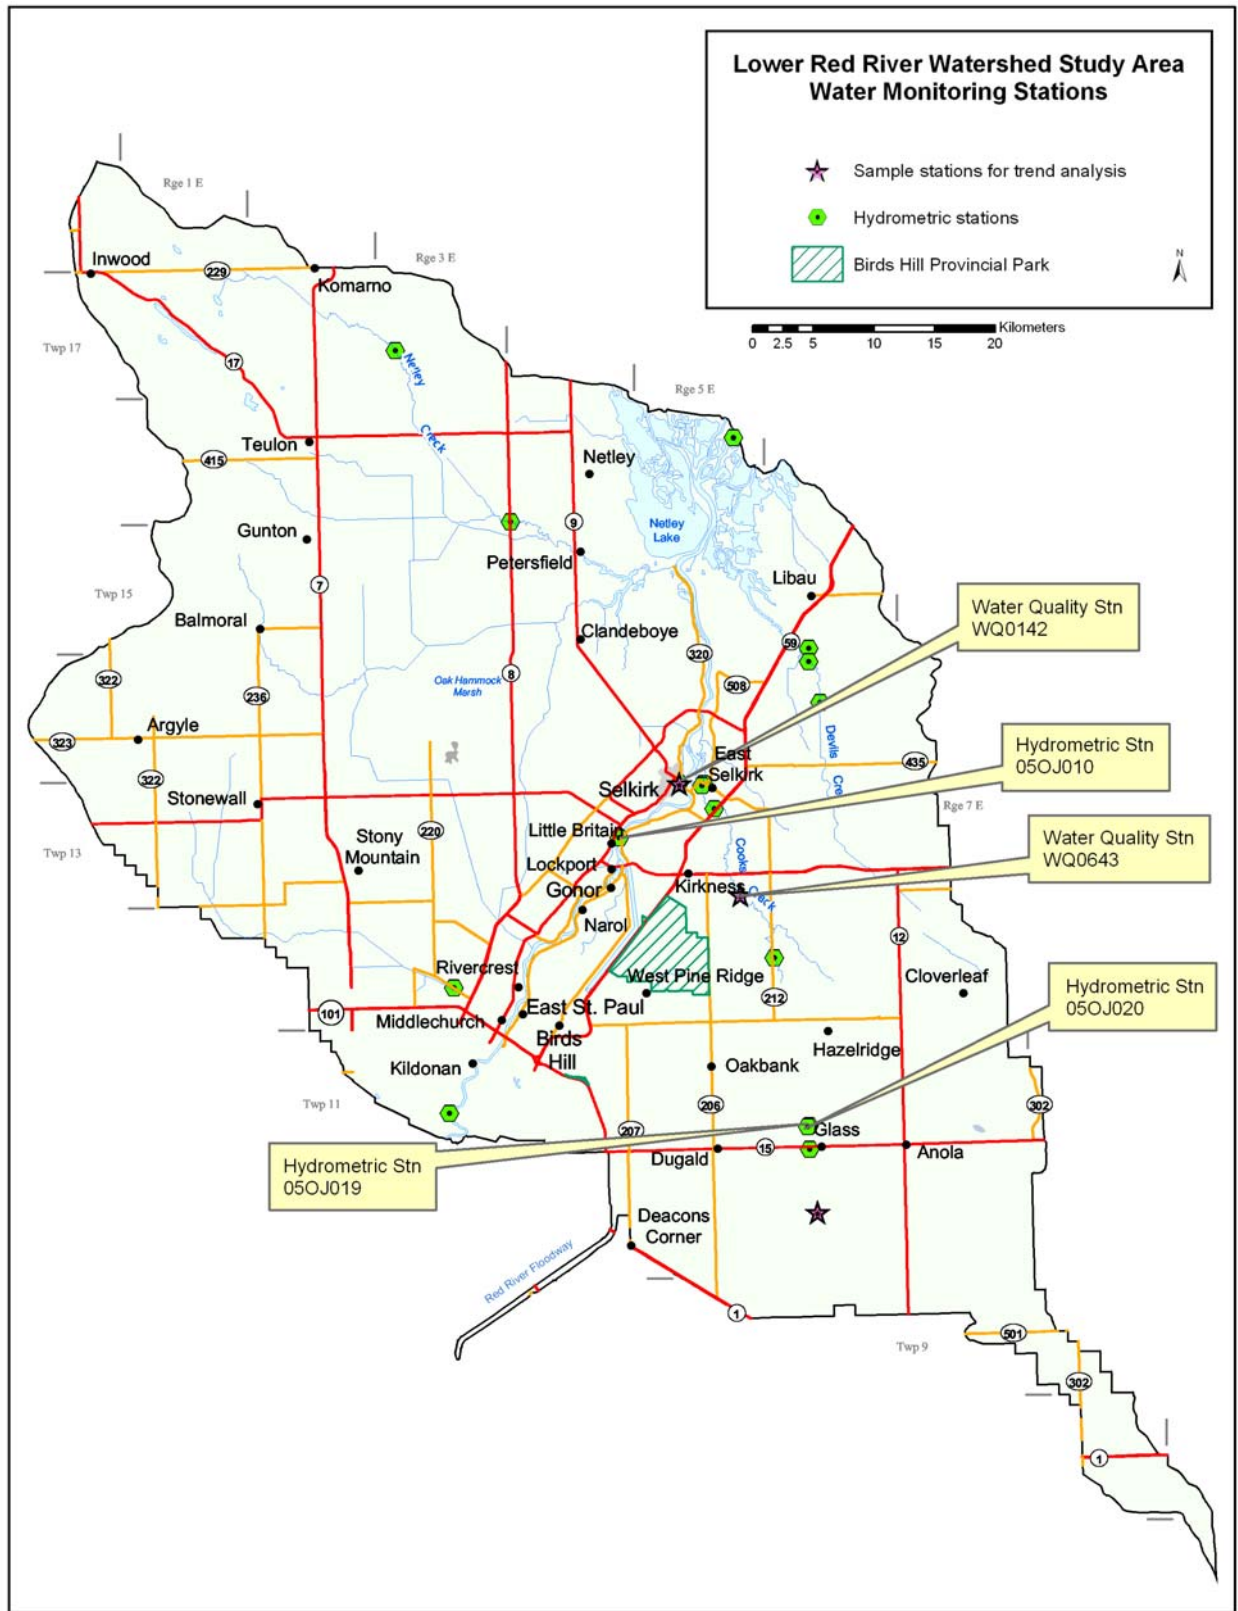 Lower Red River Watershed Study Area
Water Monitoring Stations
Sample stations for trend analysis
Hydrometric stations
Birds Hill Provincial Park
N
Kilometers
0 2.5 5 10 15 20
Rge 1 E
Rge 3 E
Inwood
229
Komarno
Twp 17
17
Netley
Creek
Rge 5 E
Teulon
415
Netley
Gunton
9
Netley
Lake
Petersfield
7
Libau
Twp 15
Balmoral
Clandeboye
Water Quality Stn
WQ0142
59
320
8
322
236
Oak Hammock
Marsh
508
Argyle
323
322
Devils
Cre
East
Selkirk
435
Hydrometric Stn
05OJ010
Selkirk
Stonewall
Rge 7 E
220
Little Britain
Stony
Mountain
Twp 13
Lockport
Cooks
Creek
Water Quality Stn
WQ0643
Gonor
Kirkness
Narol
12
Rivercrest
West Pine Ridge
Cloverleaf
212
101
East St. Paul
Middlechurch
Birds
Hill
Hydrometric Stn
05OJ020
Hazelridge
Kildonan
Oakbank
Twp 11
206
302
207
Glass
15
Dugald
Anola
Hydrometric Stn
05OJ019
Deacons
Corner
Red River Floodway
1
Twp 9
501
302
1